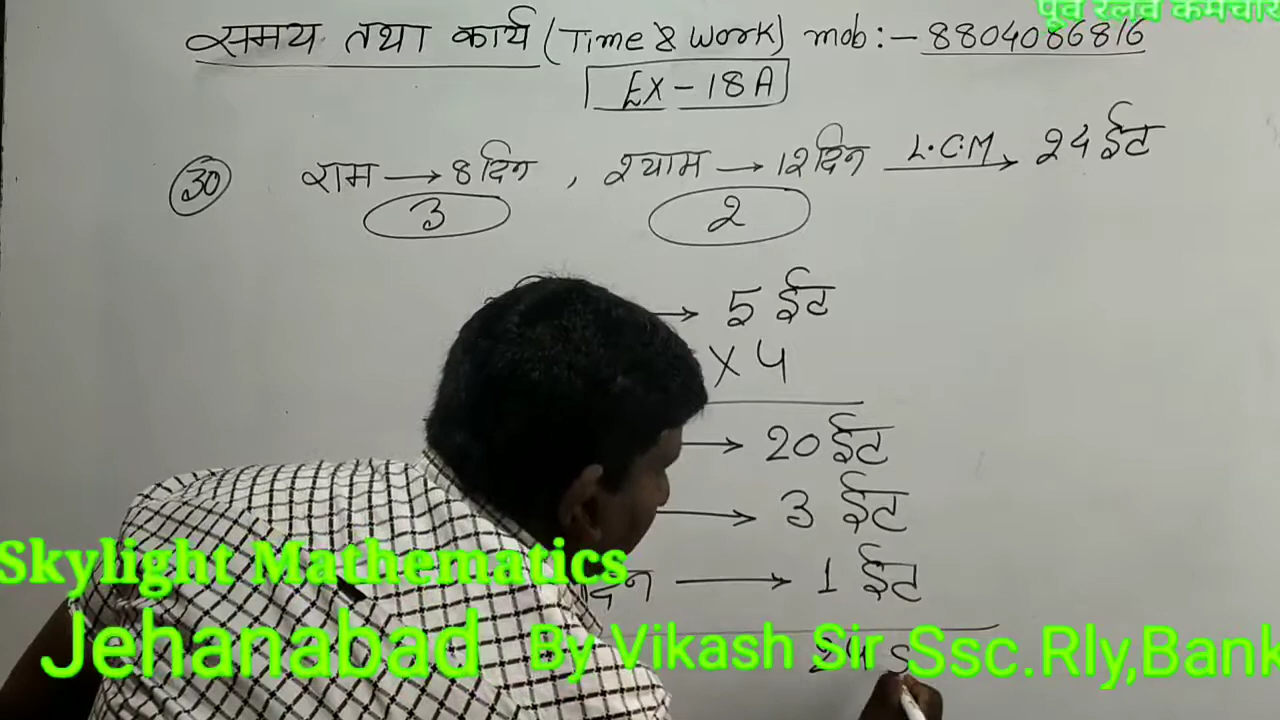 पूर्व रेलवे कर्मचारी
समय तथा कार्य (Time & Work) mob:- 8804086816
EX-18A
30 राम → 8 दिन , श्याम → 12 दिन L.C.M → 24 ईट
3 2
→ 5 ईट
X 4
→ 20 ईट
→ 3 ईट
दिन → 1 ईट
24
Skylight Mathematics
Jehanabad By Vikash Sir Ssc.Rly,Bank